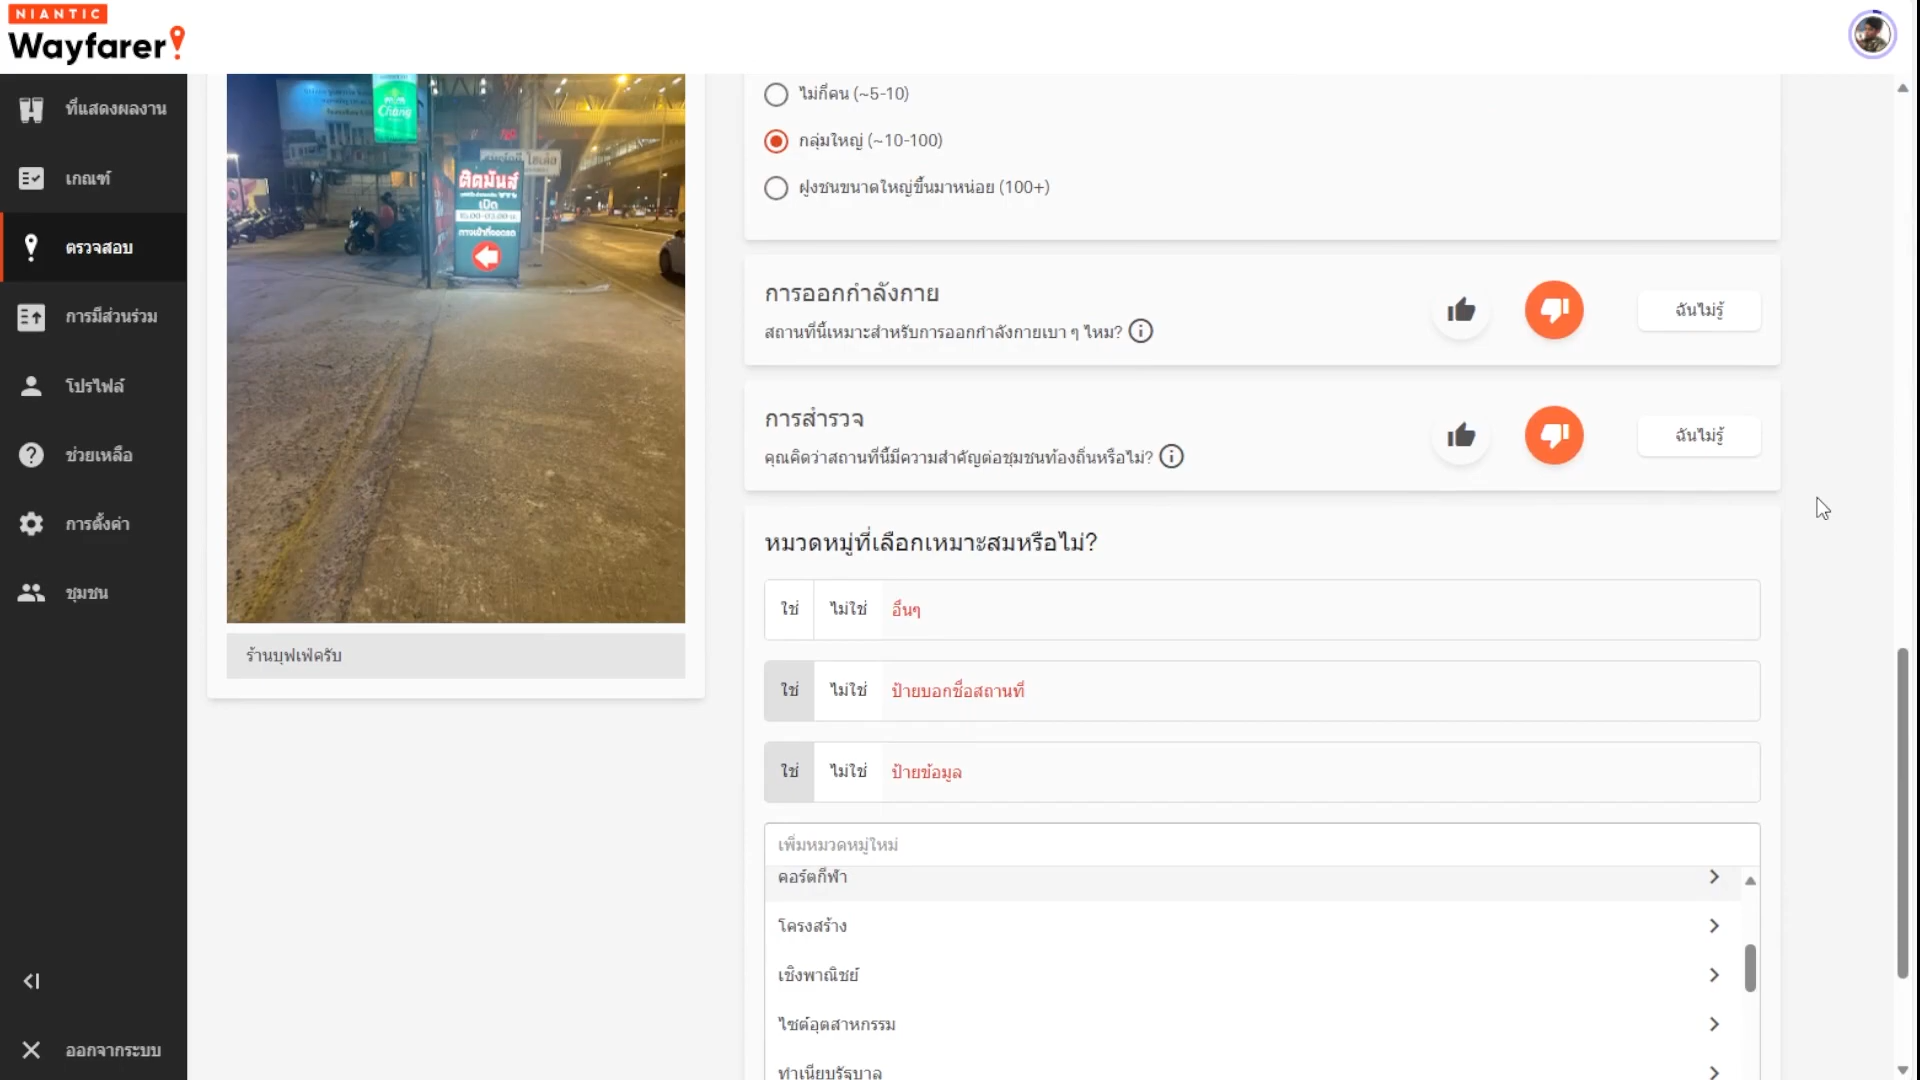 NIANTIC
Wayfarer
ที่แสดงผลงาน
เกณฑ์
ตรวจสอบ
การมีส่วนร่วม
โปรไฟล์
ช่วยเหลือ
การตั้งค่า
ชุมชน
ออกจากระบบ
Chang
ติดมันส์
เปิด
ทางเข้าที่จอดรถ
ร้านบุฟเฟ่ครับ
ไม่กี่คน (~5-10)
กลุ่มใหญ่ (~10-100)
ฝูงชนขนาดใหญ่ขึ้นมาหน่อย (100+)
การออกกำลังกาย
สถานที่นี้เหมาะสำหรับการออกกำลังกายเบา ๆ ไหม?
ฉันไม่รู้
การสำรวจ
คุณคิดว่าสถานที่นี้มีความสำคัญต่อชุมชนท้องถิ่นหรือไม่?
ฉันไม่รู้
หมวดหมู่ที่เลือกเหมาะสมหรือไม่?
ใช่ ไม่ใช่ อื่นๆ
ใช่ ไม่ใช่ ป้ายบอกชื่อสถานที่
ใช่ ไม่ใช่ ป้ายข้อมูล
เพิ่มหมวดหมู่ใหม่
คอร์ตกีฬา
โครงสร้าง
เชิงพาณิชย์
ไซต์อุตสาหกรรม
ทำเนียบรัฐบาล